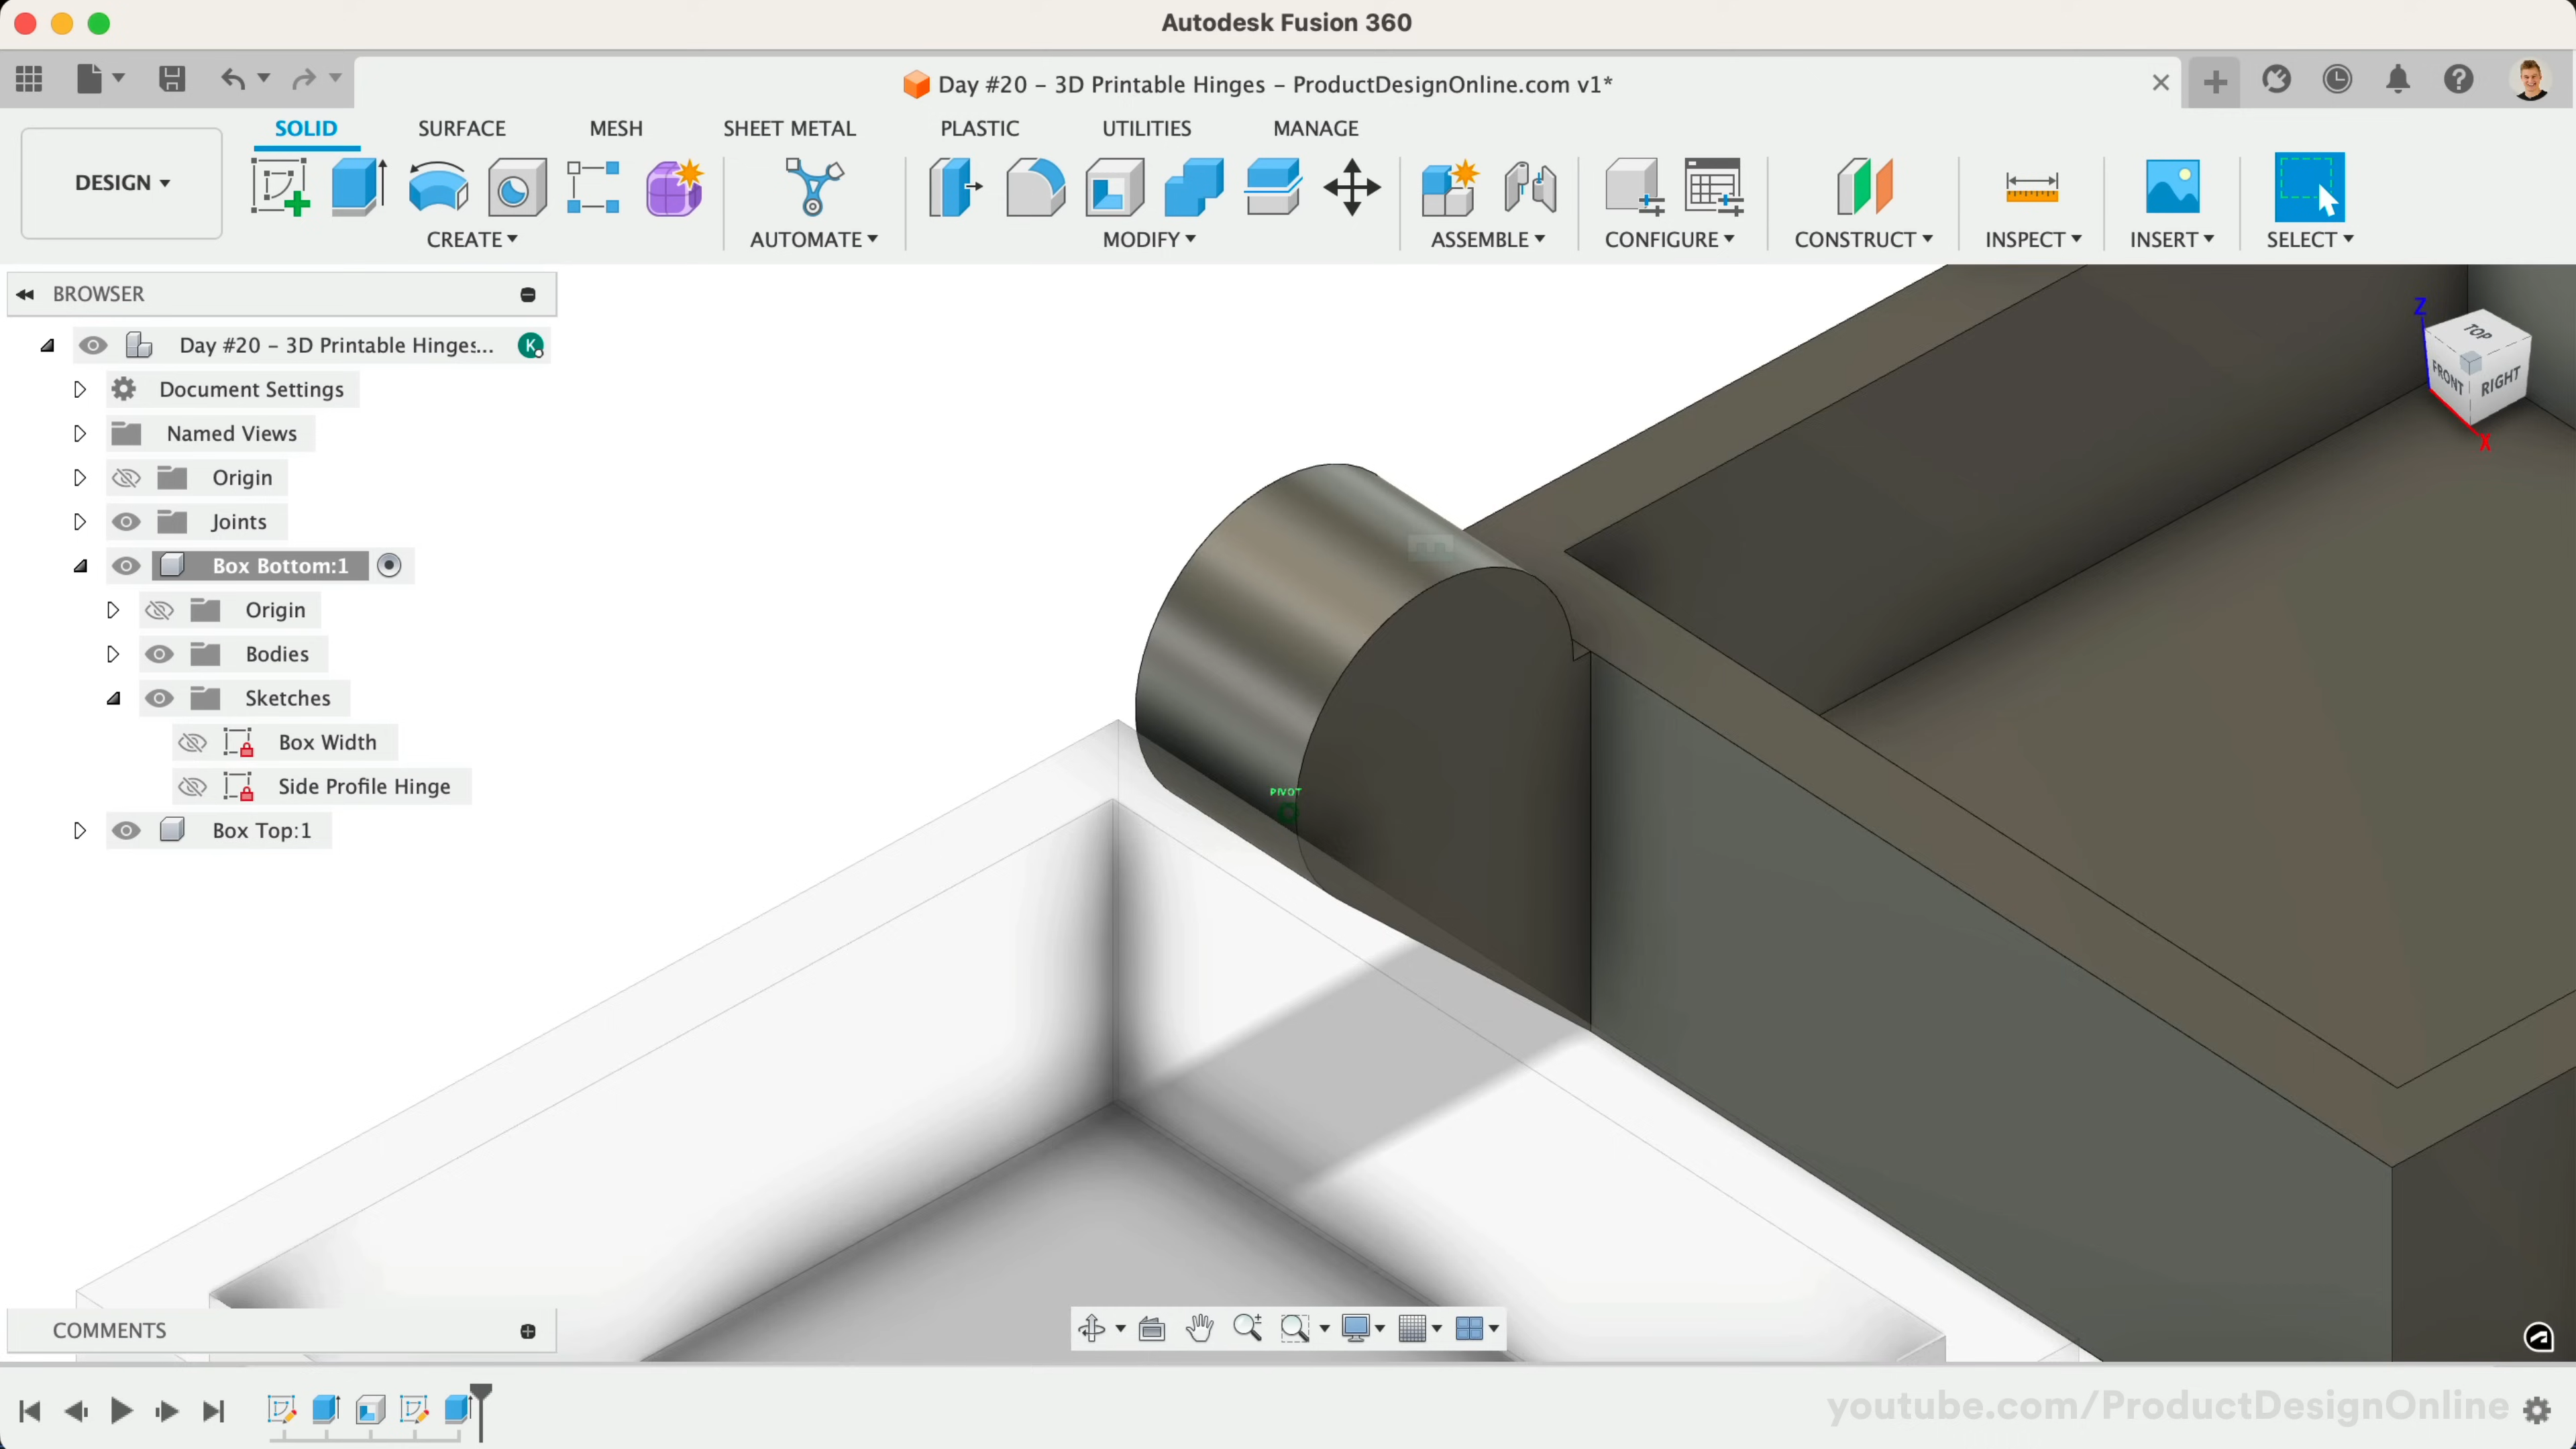 Autodesk Fusion 360
Day #20 – 3D Printable Hinges – ProductDesignOnline.com v1*
SOLID SURFACE MESH SHEET METAL PLASTIC UTILITIES MANAGE
DESIGN
CREATE AUTOMATE MODIFY ASSEMBLE CONFIGURE CONSTRUCT INSPECT INSERT SELECT
BROWSER
Day #20 – 3D Printable Hinges... K
Document Settings
Named Views
Origin
Joints
Box Bottom:1
Origin
Bodies
Sketches
Box Width
Side Profile Hinge
Box Top:1
Z
TOP
FRONT
RIGHT
X
PIVOT
COMMENTS
youtube.com/ProductDesignOnline